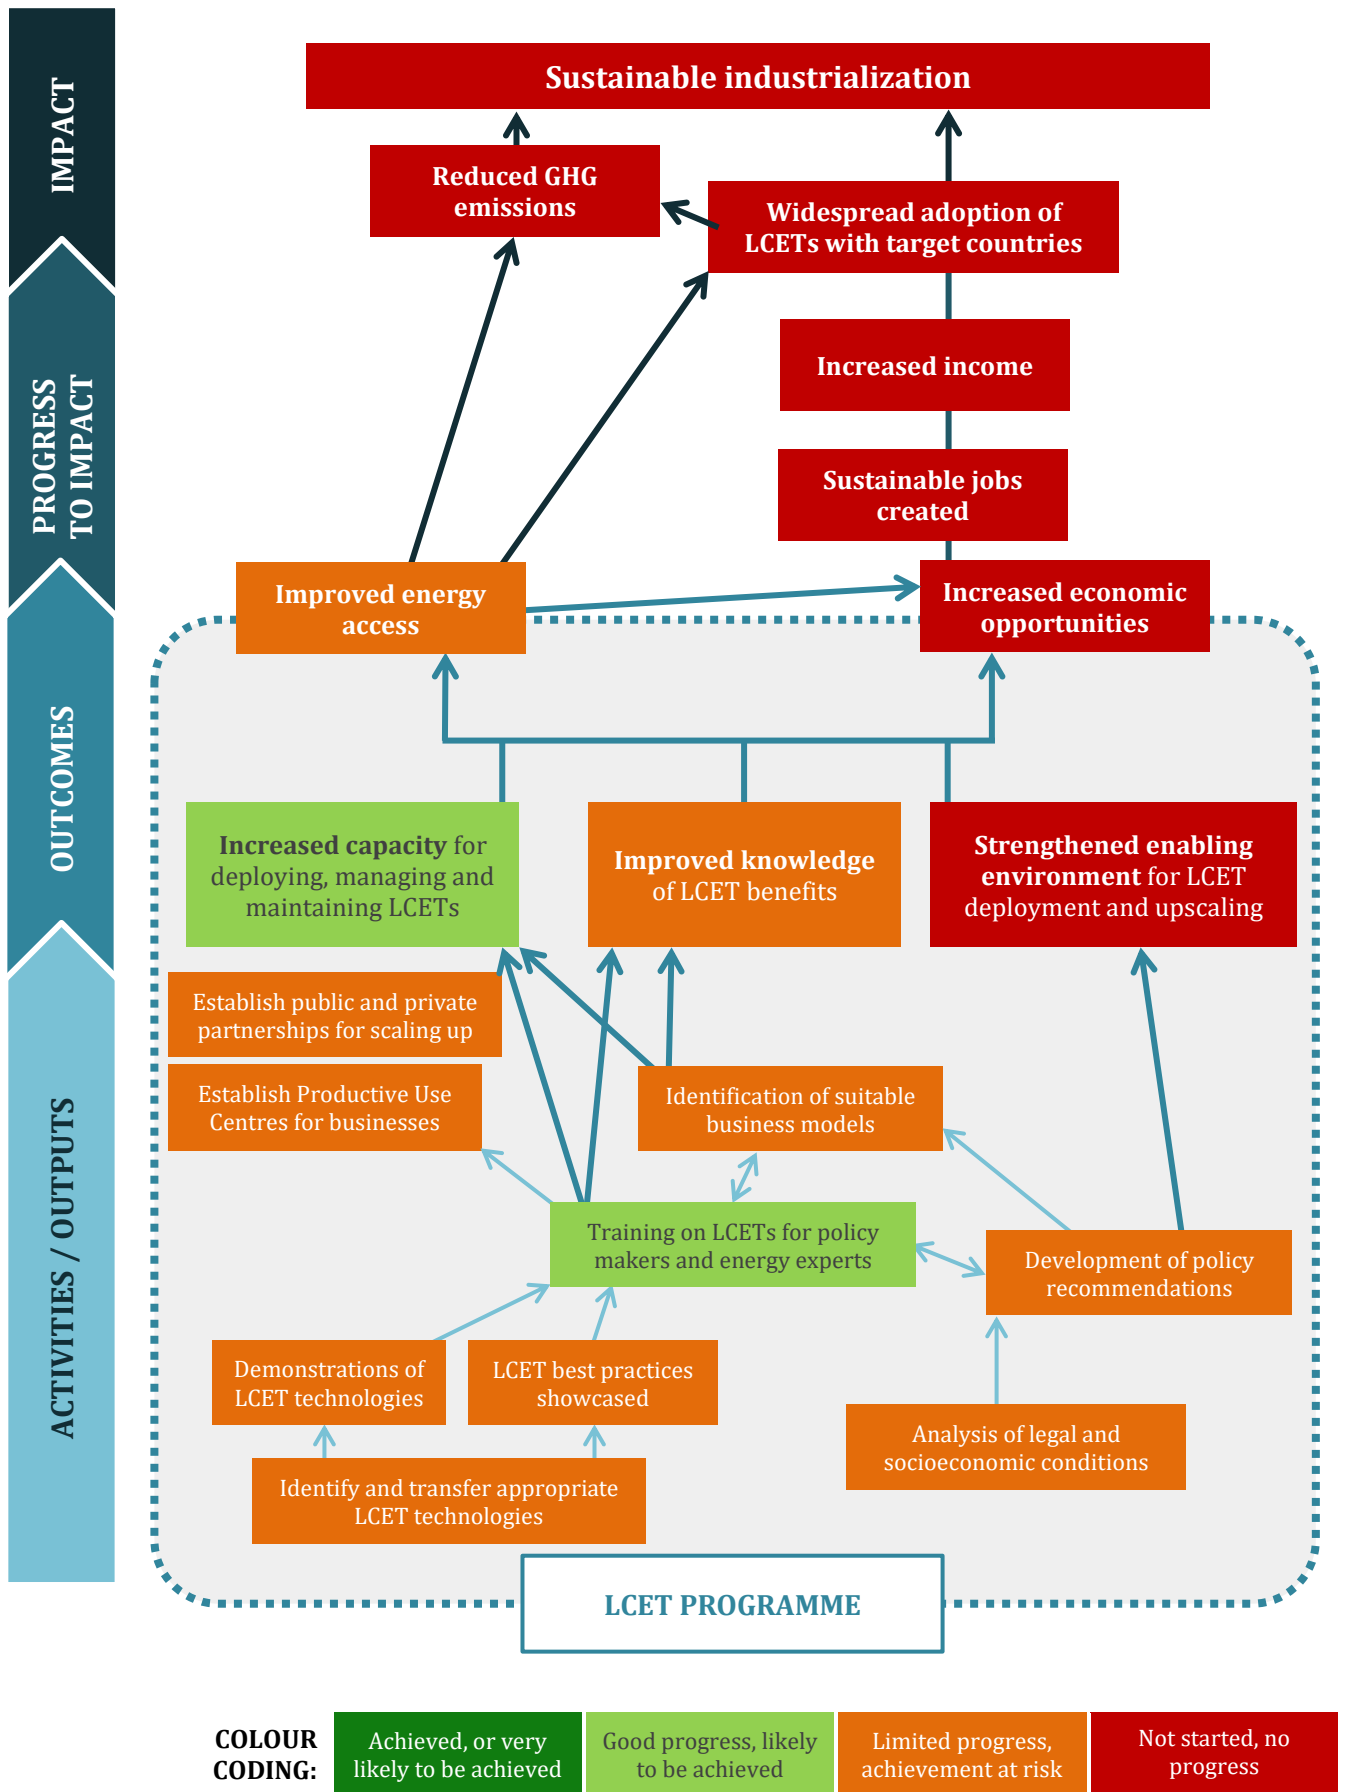 IMPACT
PROGRESS
TO IMPACT
OUTCOMES
ACTIVITIES / OUTPUTS
Sustainable industrialization
Reduced GHG
emissions
Widespread adoption of
LCETs with target countries
Increased income
Sustainable jobs
created
Improved energy
access
Increased economic
opportunities
Increased capacity for
deploying, managing and
maintaining LCETs
Improved knowledge
of LCET benefits
Strengthened enabling
environment for LCET
deployment and upscaling
Establish public and private
partnerships for scaling up
Establish Productive Use
Centres for businesses
Identification of suitable
business models
Training on LCETs for policy
makers and energy experts
Development of policy
recommendations
Demonstrations of
LCET technologies
LCET best practices
showcased
Analysis of legal and
socioeconomic conditions
Identify and transfer appropriate
LCET technologies
LCET PROGRAMME
COLOUR
CODING:
Achieved, or very
likely to be achieved
Good progress, likely
to be achieved
Limited progress,
achievement at risk
Not started, no
progress